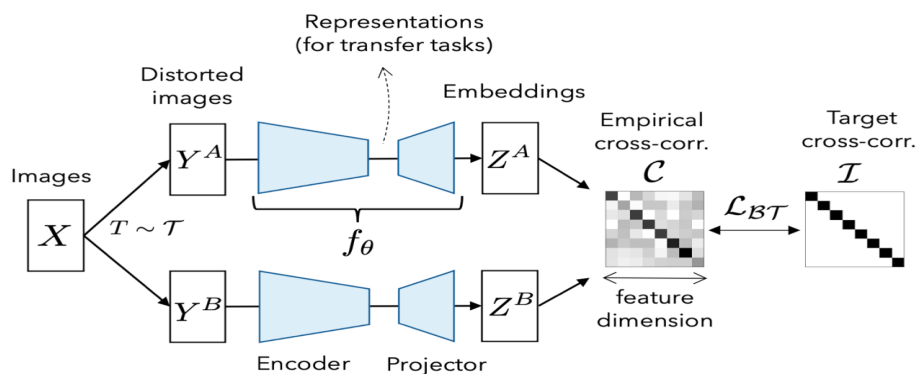 Representations
(for transfer tasks)
Distorted
images
Embeddings
Empirical
cross-corr.
Target
cross-corr.
Images
Y^A
Z^A
C
I
X
T ~ T
f_θ
L_BT
Y^B
Z^B
feature
dimension
Encoder
Projector